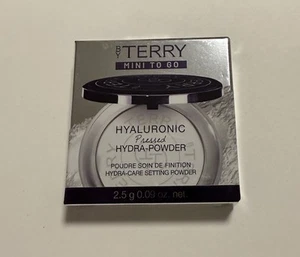 BY TERRY
MINI TO GO
HYALURONIC
Pressed
HYDRA-POWDER
POUDRE SOIN DE FINITION
HYDRA-CARE SETTING POWDER
2.5 g 0.09 oz. net